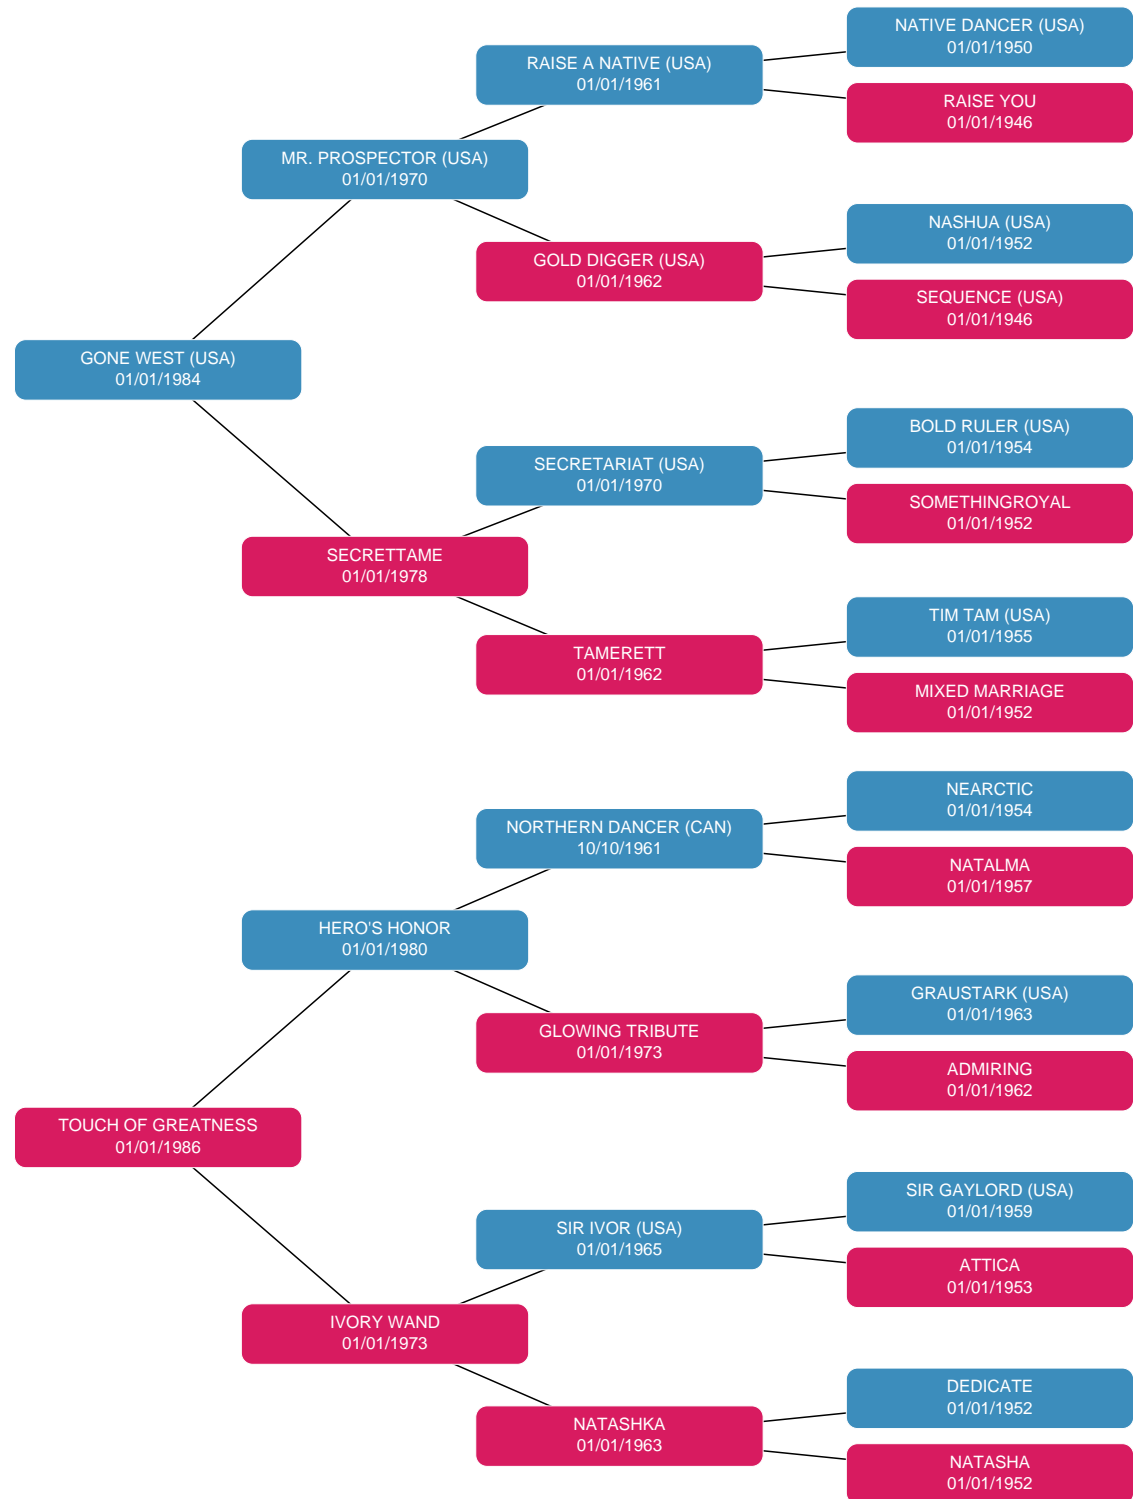 NATIVE DANCER (USA)
01/01/1950
RAISE A NATIVE (USA)
01/01/1961
RAISE YOU
01/01/1946
MR. PROSPECTOR (USA)
01/01/1970
NASHUA (USA)
01/01/1952
GOLD DIGGER (USA)
01/01/1962
SEQUENCE (USA)
01/01/1946
GONE WEST (USA)
01/01/1984
BOLD RULER (USA)
01/01/1954
SECRETARIAT (USA)
01/01/1970
SOMETHINGROYAL
01/01/1952
SECRETTAME
01/01/1978
TIM TAM (USA)
01/01/1955
TAMERETT
01/01/1962
MIXED MARRIAGE
01/01/1952
NEARCTIC
01/01/1954
NORTHERN DANCER (CAN)
10/10/1961
NATALMA
01/01/1957
HERO'S HONOR
01/01/1980
GRAUSTARK (USA)
01/01/1963
GLOWING TRIBUTE
01/01/1973
ADMIRING
01/01/1962
TOUCH OF GREATNESS
01/01/1986
SIR GAYLORD (USA)
01/01/1959
SIR IVOR (USA)
01/01/1965
ATTICA
01/01/1953
IVORY WAND
01/01/1973
DEDICATE
01/01/1952
NATASHKA
01/01/1963
NATASHA
01/01/1952